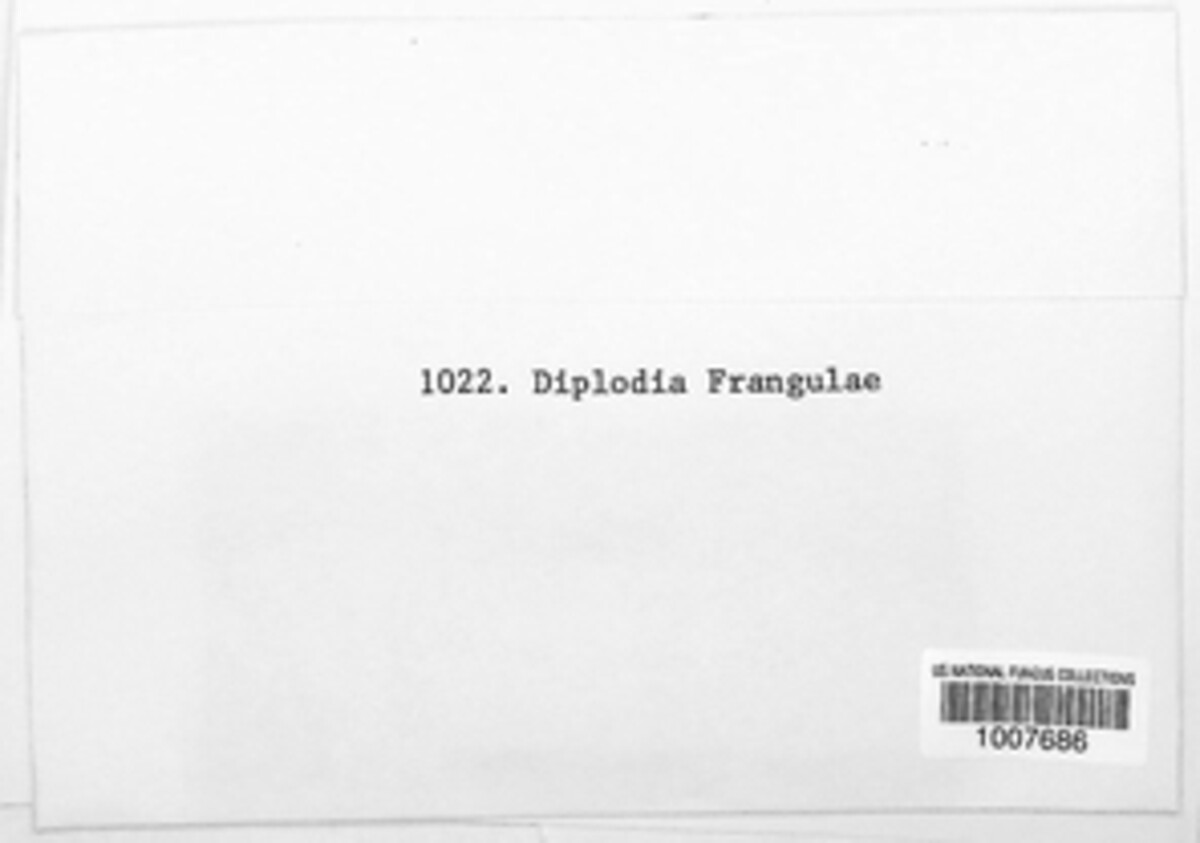 1022. Diplodia Frangulae
US NATIONAL FUNGUS COLLECTIONS
1007686